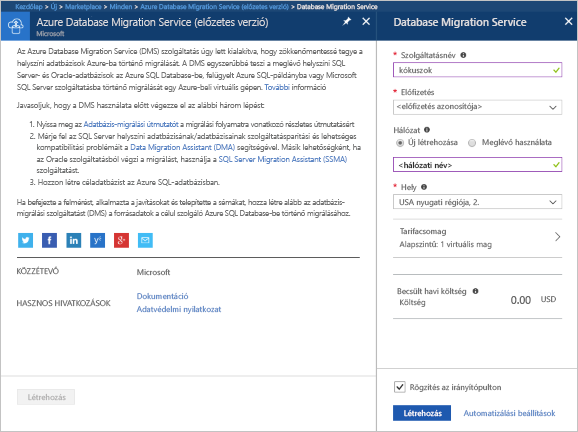 Kezdőlap > Új > Marketplace > Minden > Azure Database Migration Service (előzetes verzió) > Database Migration Service
Azure Database Migration Service (előzetes verzió)
Microsoft
Az Azure Database Migration Service (DMS) szolgáltatás úgy lett kialakítva, hogy zökkenőmentessé tegye a
helyszíni adatbázisok Azure-ba történő migrálását. A DMS egyszerűbbé teszi a meglévő helyszíni SQL
Server- és Oracle-adatbázisok az Azure SQL Database-be, felügyelt Azure SQL-példányba vagy Microsoft
SQL Serverszolgáltatásba történő migrálását egy Azure-beli virtuális gépen. További információ
Javasoljuk, hogy a DMS használata előtt végezze el az alábbi három lépést:
1. Nyissa meg az Adatbázis-migrálási útmutatót a migrálási folyamatra vonatkozó részletes útmutatásért
2. Mérje fel az SQL Server helyszíni adatbázisának/adatbázisainak szolgáltatásparitási és lehetséges
kompatibilitási problémáit a Data Migration Assistant (DMA) segítségével. Másik lehetőségként, ha
az Oracle szolgáltatásból végzi a migrálást, használja a SQL Server Migration Assistant (SSMA)
szolgáltatást.
3. Hozzon létre céladatbázist az Azure SQL-adatbázisban.
Ha befejezte a felmérést, alkalmazta a javításokat és telepítette a sémákat, hozza létre alább az adatbázis-
migrálási szolgáltatást (DMS) a forrásadatok a célul szolgáló Azure SQL Database-be történő migrálásához.
KÖZZÉTEVŐ Microsoft
HASZNOS HIVATKOZÁSOK Dokumentáció
Adatvédelmi nyilatkozat
Létrehozás
Database Migration Service
* Szolgáltatásnév
kókuszok
* Előfizetés
<előfizetés azonosítója>
Hálózat
Új létrehozása Meglévő használata
<hálózati név>
* Hely
USA nyugati régiója, 2.
Tarifacsomag
Alapszintű: 1 virtuális mag
Becsült havi költség
Költség 0.00 USD
Rögzítés az irányítópulton
Létrehozás Automatizálási beállítások